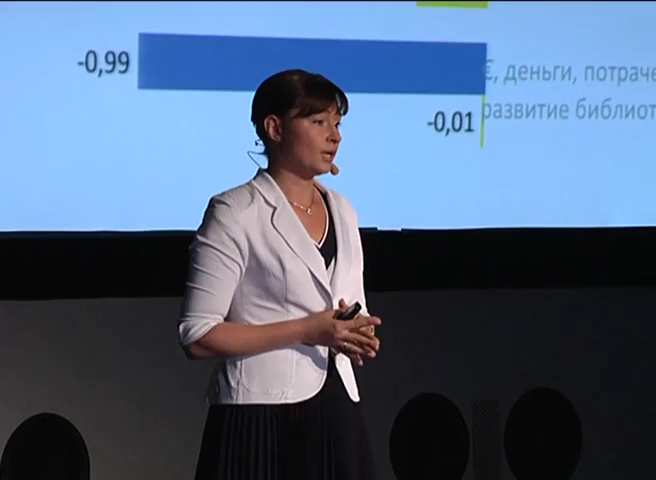 -0,99
€, деньги, потраче
-0,01
развитие библиот